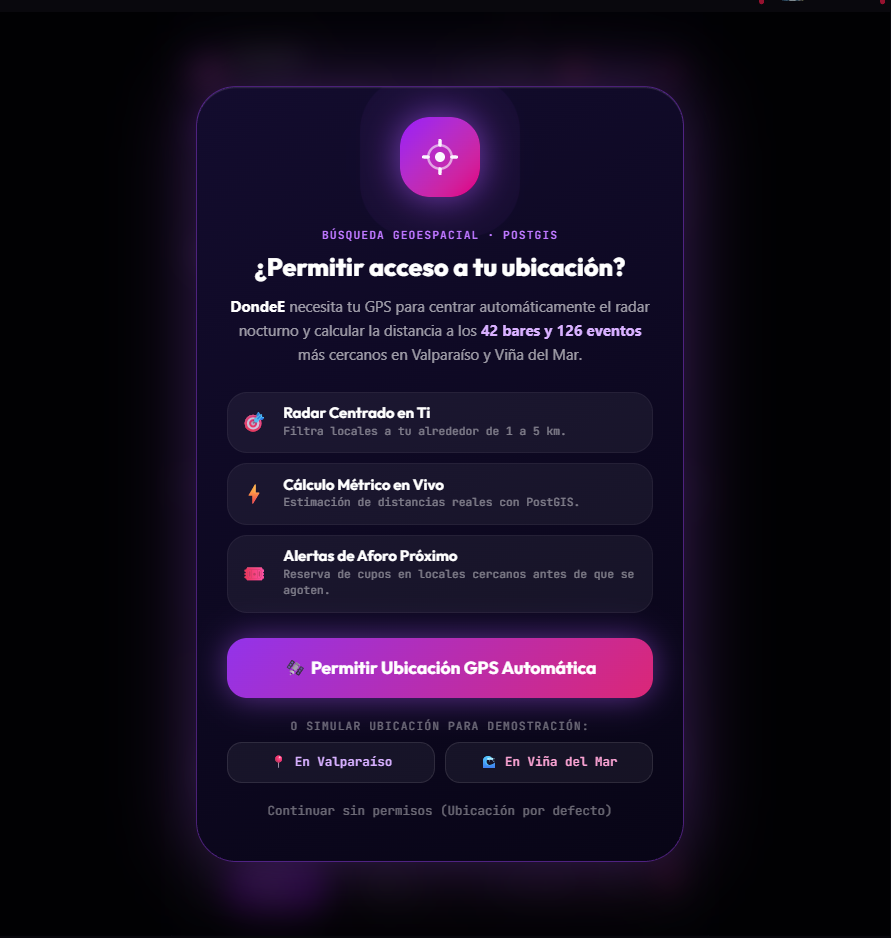 BÚSQUEDA GEOESPACIAL · POSTGIS
¿Permitir acceso a tu ubicación?
DondeE necesita tu GPS para centrar automáticamente el radar
nocturno y calcular la distancia a los 42 bares y 126 eventos
más cercanos en Valparaíso y Viña del Mar.
Radar Centrado en Ti
Filtra locales a tu alrededor de 1 a 5 km.
Cálculo Métrico en Vivo
Estimación de distancias reales con PostGIS.
Alertas de Aforo Próximo
Reserva de cupos en locales cercanos antes de que se
agoten.
Permitir Ubicación GPS Automática
O SIMULAR UBICACIÓN PARA DEMOSTRACIÓN:
En Valparaíso
En Viña del Mar
Continuar sin permisos (Ubicación por defecto)